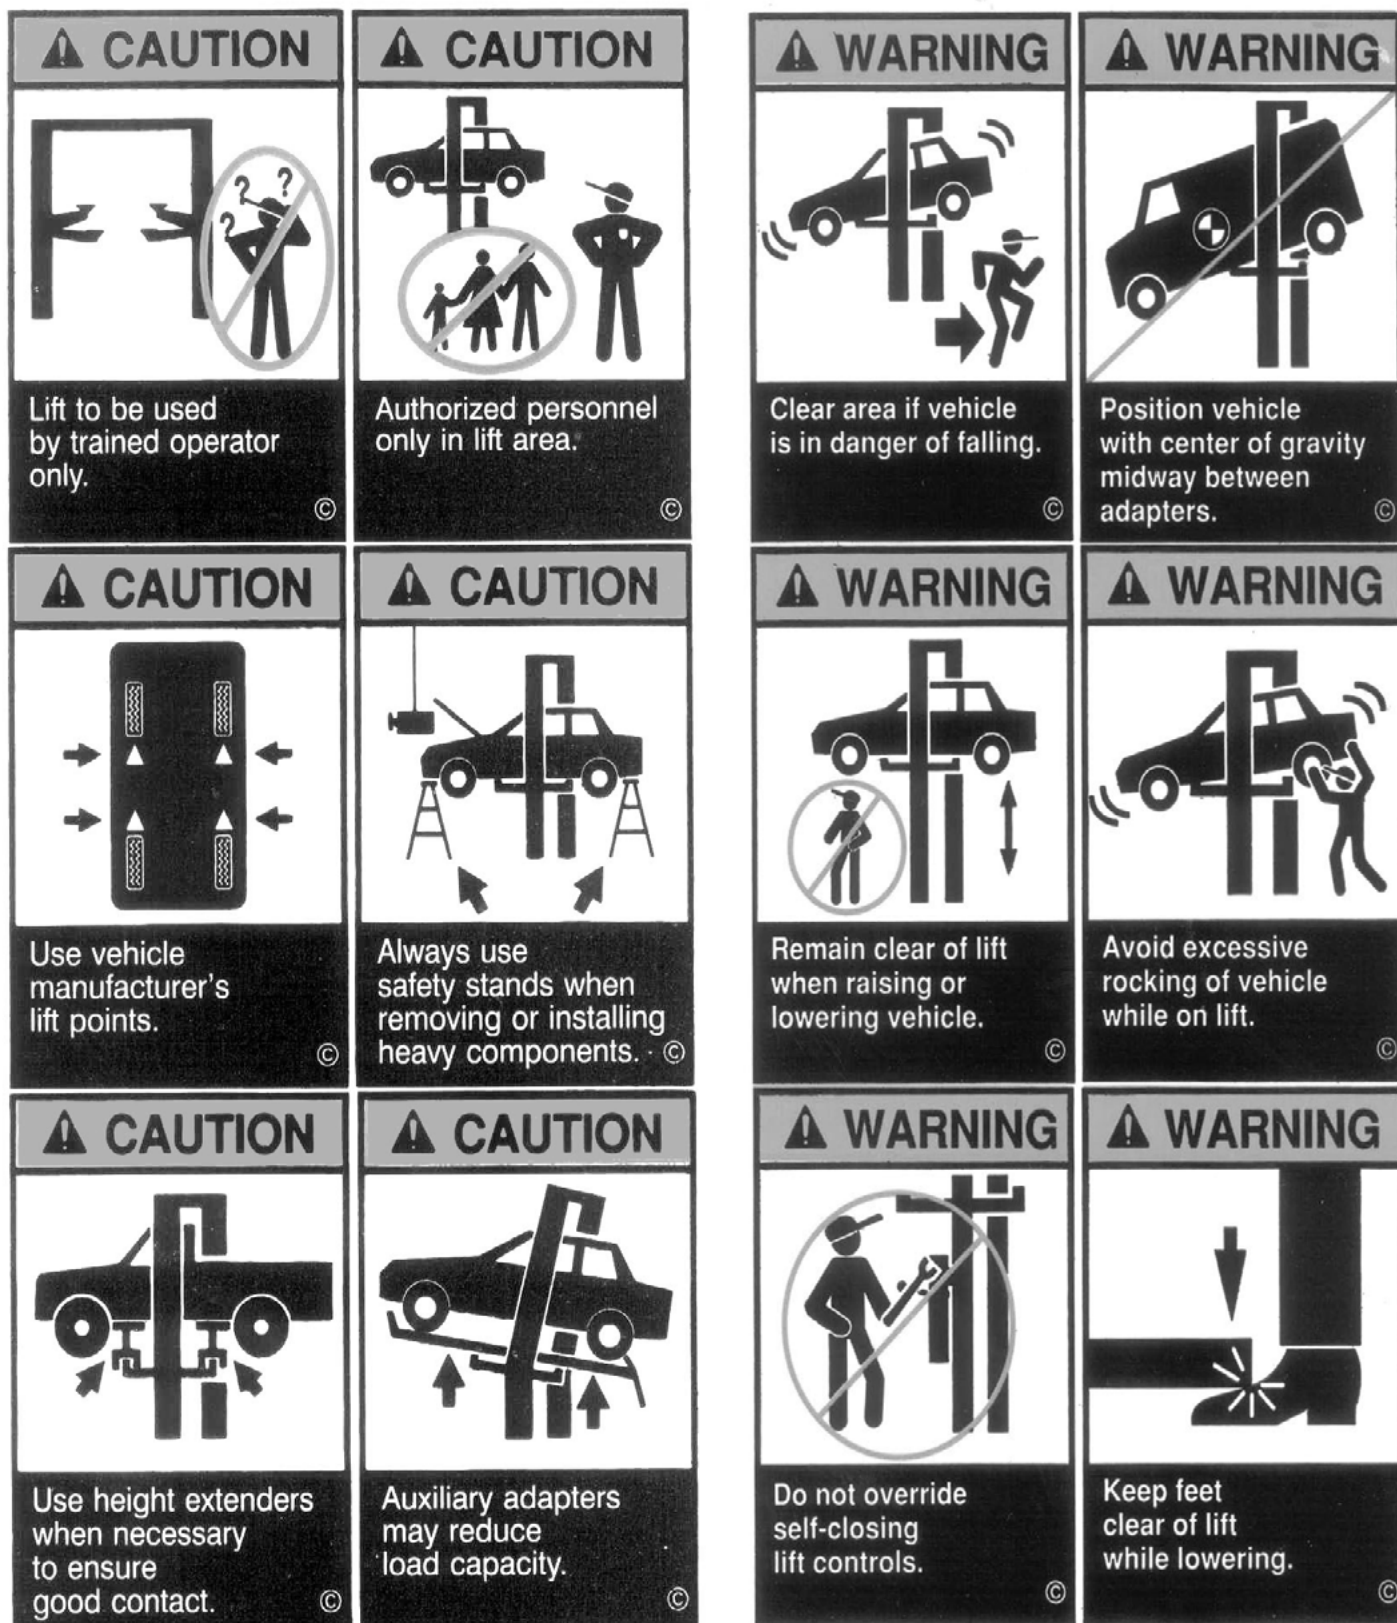 CAUTION
Lift to be used
by trained operator
only.
©
CAUTION
Authorized personnel
only in lift area.
©
WARNING
Clear area if vehicle
is in danger of falling.
©
WARNING
Position vehicle
with center of gravity
midway between
adapters.
©
CAUTION
Use vehicle
manufacturer's
lift points.
©
CAUTION
Always use
safety stands when
removing or installing
heavy components. ©
WARNING
Remain clear of lift
when raising or
lowering vehicle.
©
WARNING
Avoid excessive
rocking of vehicle
while on lift.
©
CAUTION
Use height extenders
when necessary
to ensure
good contact.
©
CAUTION
Auxiliary adapters
may reduce
load capacity.
©
WARNING
Do not override
self-closing
lift controls.
©
WARNING
Keep feet
clear of lift
while lowering.
©
? ? ?